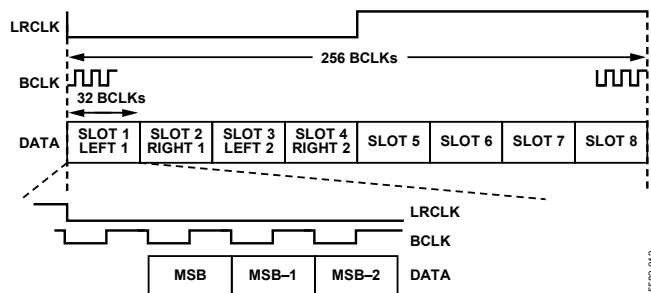 LRCLK
256 BCLKs
BCLK
32 BCLKs
DATA
SLOT 1
LEFT 1
SLOT 2
RIGHT 1
SLOT 3
LEFT 2
SLOT 4
RIGHT 2
SLOT 5
SLOT 6
SLOT 7
SLOT 8
LRCLK
BCLK
MSB
MSB–1
MSB–2
DATA